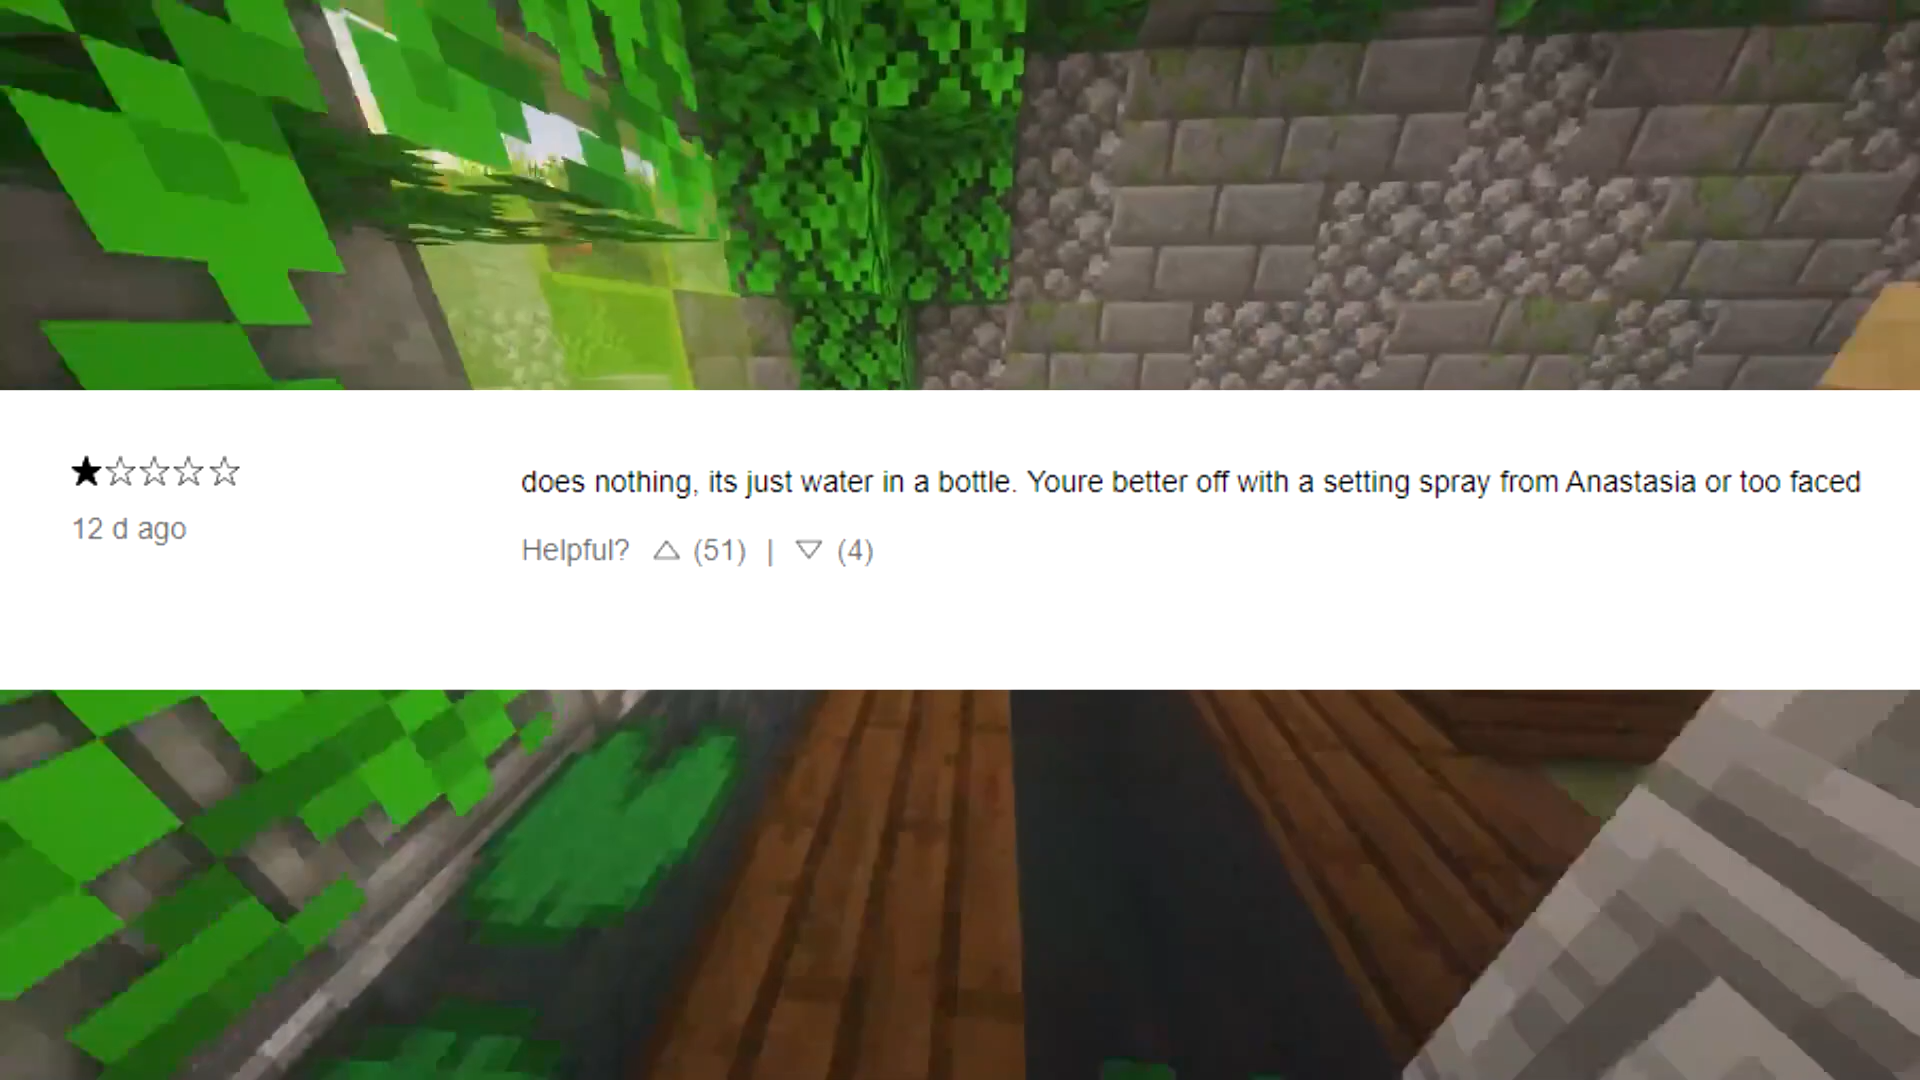 ★☆☆☆☆
does nothing, its just water in a bottle. Youre better off with a setting spray from Anastasia or too faced
12 d ago
Helpful? △ (51) | ▽ (4)